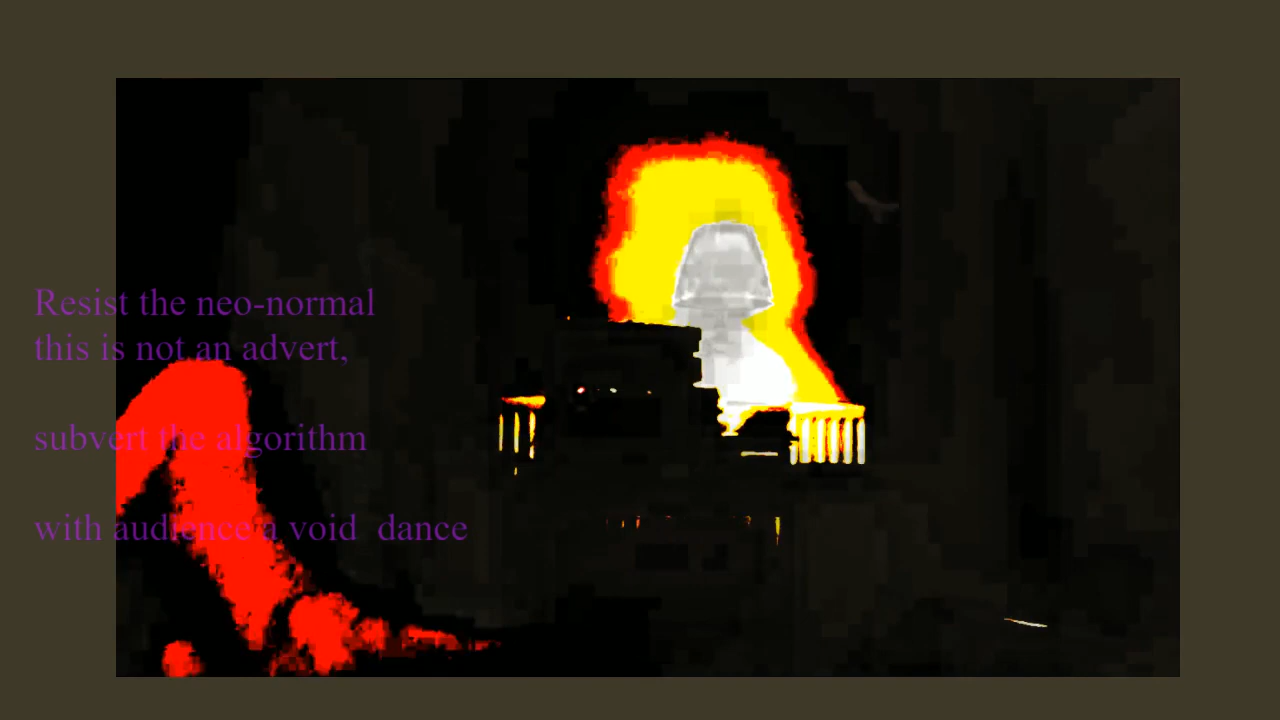 Resist the neo-normal
this is not an advert,
subvert the algorithm
with audience a void  dance